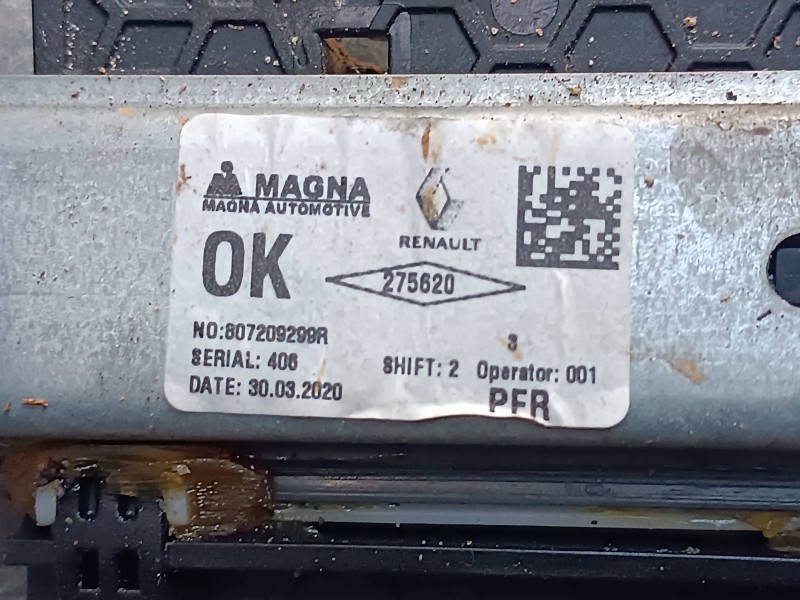 MAGNA
MAGNA AUTOMOTIVE
RENAULT
OK
275620
NO:807209299R
SERIAL: 406
SHIFT: 2
Operator: 001
DATE: 30.03.2020
PFR